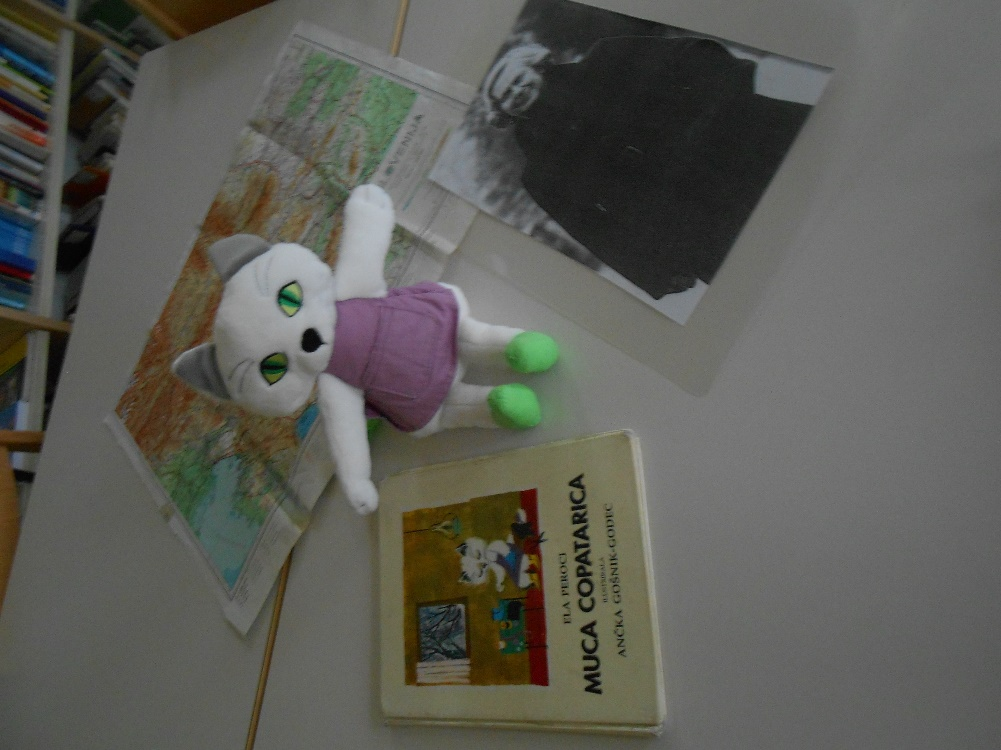 SLOVENIJA
ELA PEROCI
MUCA COPATARICA
ILUSTRIRALA
ANČKA GOŠNIK-GODEC